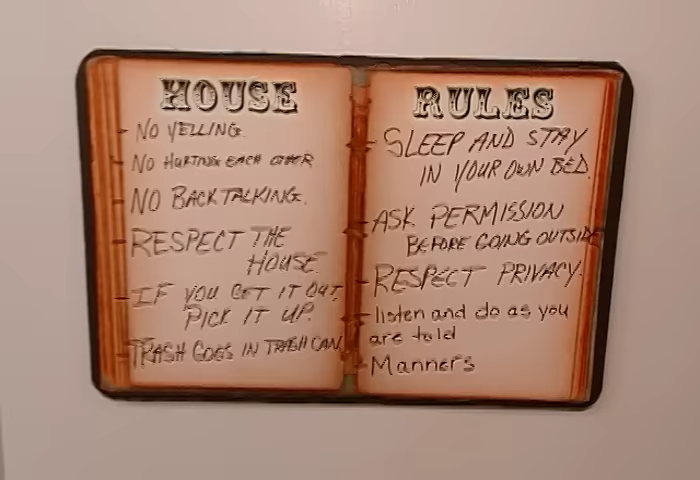 HOUSE
- NO YELLING.
- NO HURTING EACH OTHER
- NO BACKTALKING.
- RESPECT THE
HOUSE.
- IF YOU GET IT OUT,
PICK IT UP.
- TRASH GOES IN TRASH CAN
RULES
- SLEEP AND STAY
IN YOUR OWN BED.
- ASK PERMISSION
BEFORE GOING OUTSIDE
- RESPECT PRIVACY.
- listen and do as you
are told
- Manners